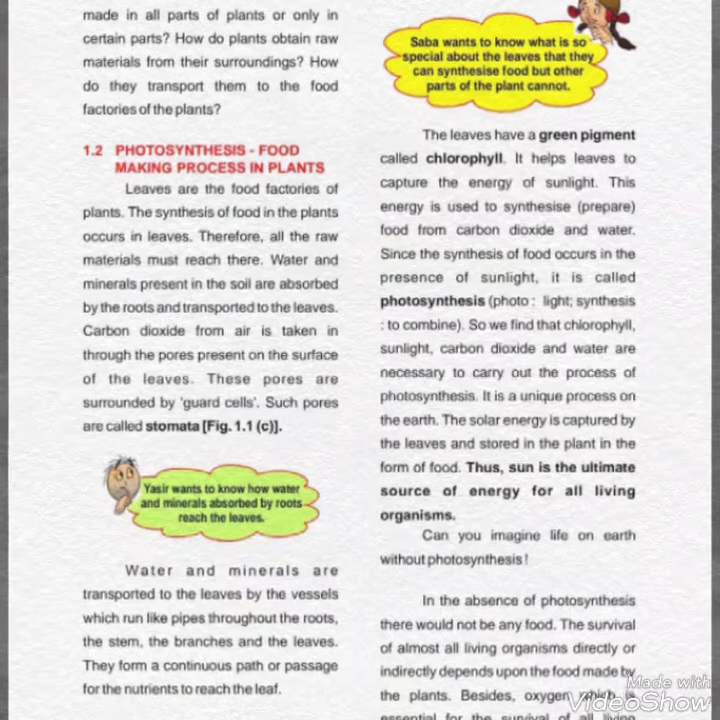 made in all parts of plants or only in
certain parts? How do plants obtain raw
materials from their surroundings? How
do they transport them to the food
factories of the plants?
1.2 PHOTOSYNTHESIS - FOOD
MAKING PROCESS IN PLANTS
Leaves are the food factories of
plants. The synthesis of food in the plants
occurs in leaves. Therefore, all the raw
materials must reach there. Water and
minerals present in the soil are absorbed
by the roots and transported to the leaves.
Carbon dioxide from air is taken in
through the pores present on the surface
of the leaves. These pores are
surrounded by 'guard cells'. Such pores
are called stomata [Fig. 1.1 (c)].
Yasir wants to know how water
and minerals absorbed by roots
reach the leaves.
Water and minerals are
transported to the leaves by the vessels
which run like pipes throughout the roots,
the stem, the branches and the leaves.
They form a continuous path or passage
for the nutrients to reach the leaf.
Saba wants to know what is so
special about the leaves that they
can synthesise food but other
parts of the plant cannot.
The leaves have a green pigment
called chlorophyll. It helps leaves to
capture the energy of sunlight. This
energy is used to synthesise (prepare)
food from carbon dioxide and water.
Since the synthesis of food occurs in the
presence of sunlight, it is called
photosynthesis (photo : light; synthesis
: to combine). So we find that chlorophyll,
sunlight, carbon dioxide and water are
necessary to carry out the process of
photosynthesis. It is a unique process on
the earth. The solar energy is captured by
the leaves and stored in the plant in the
form of food. Thus, sun is the ultimate
source of energy for all living
organisms.
Can you imagine life on earth
without photosynthesis!
In the absence of photosynthesis
there would not be any food. The survival
of almost all living organisms directly or
indirectly depends upon the food made by
the plants. Besides, oxygen which is
essential for the survival of all living
Made with
VideoShow